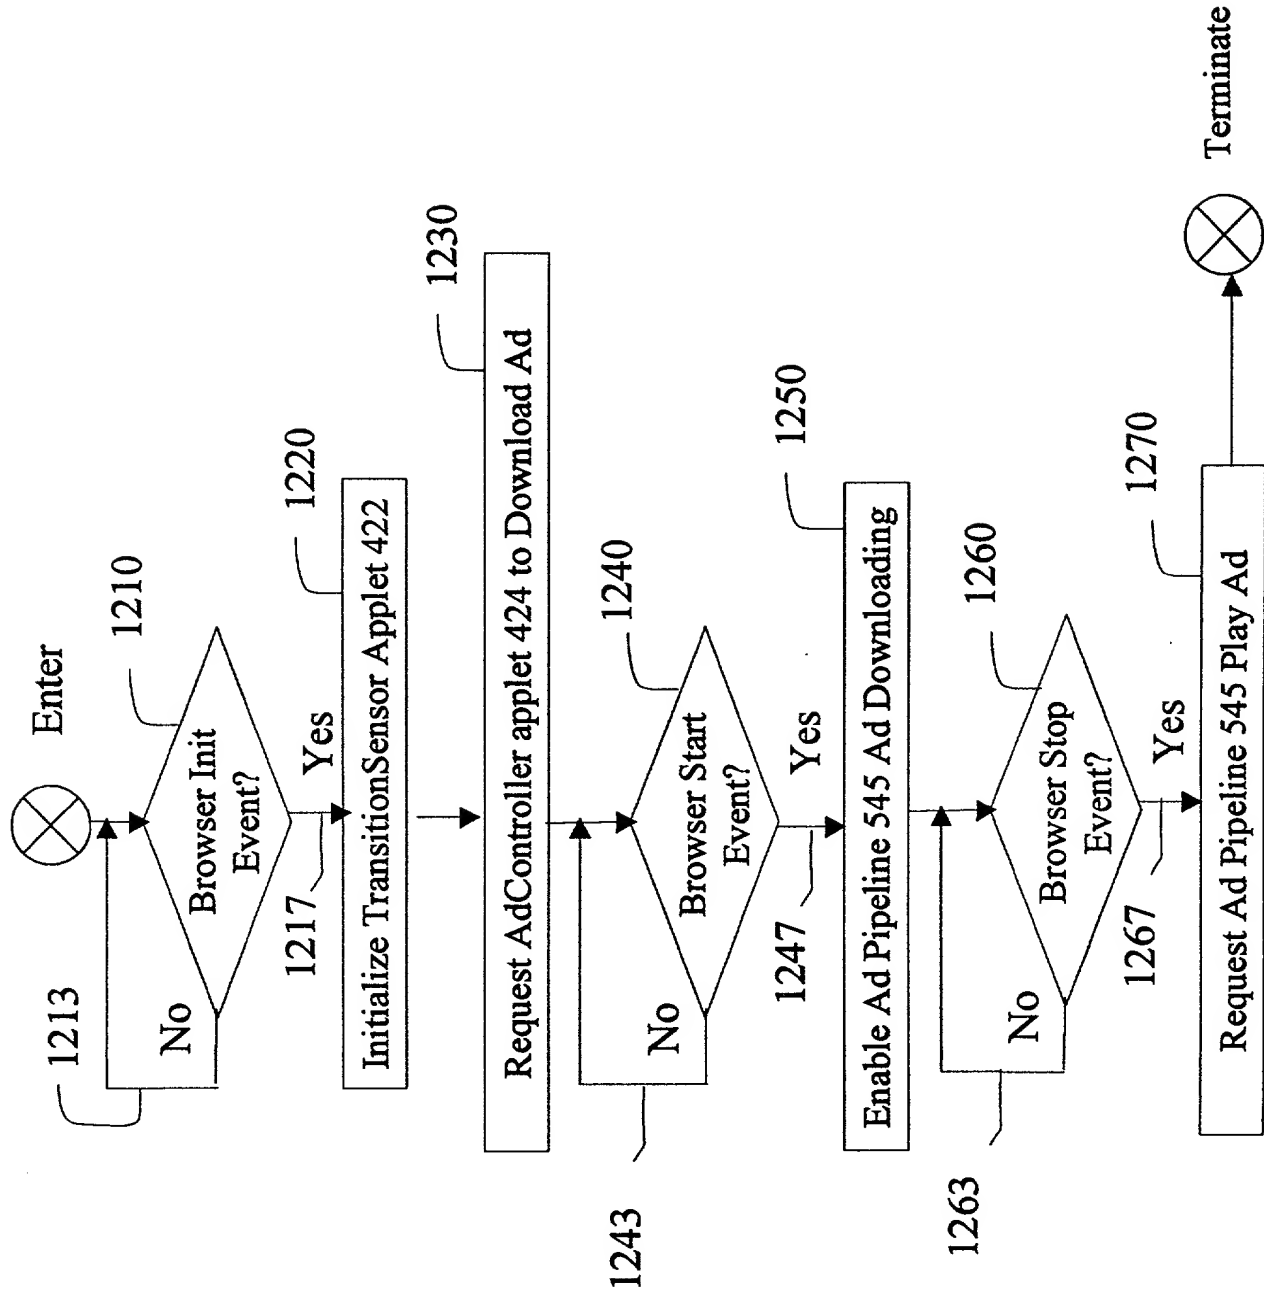 Enter
1210
Browser Init
Event?
1213
No
Yes
1217
1220
Initialize TransitionSensor Applet 422
1230
Request AdController applet 424 to Download Ad
1240
Browser Start
Event?
No
1243
Yes
1247
1250
Enable Ad Pipeline 545 Ad Downloading
1260
Browser Stop
Event?
No
1263
Yes
1267
1270
Request Ad Pipeline 545 Play Ad
Terminate